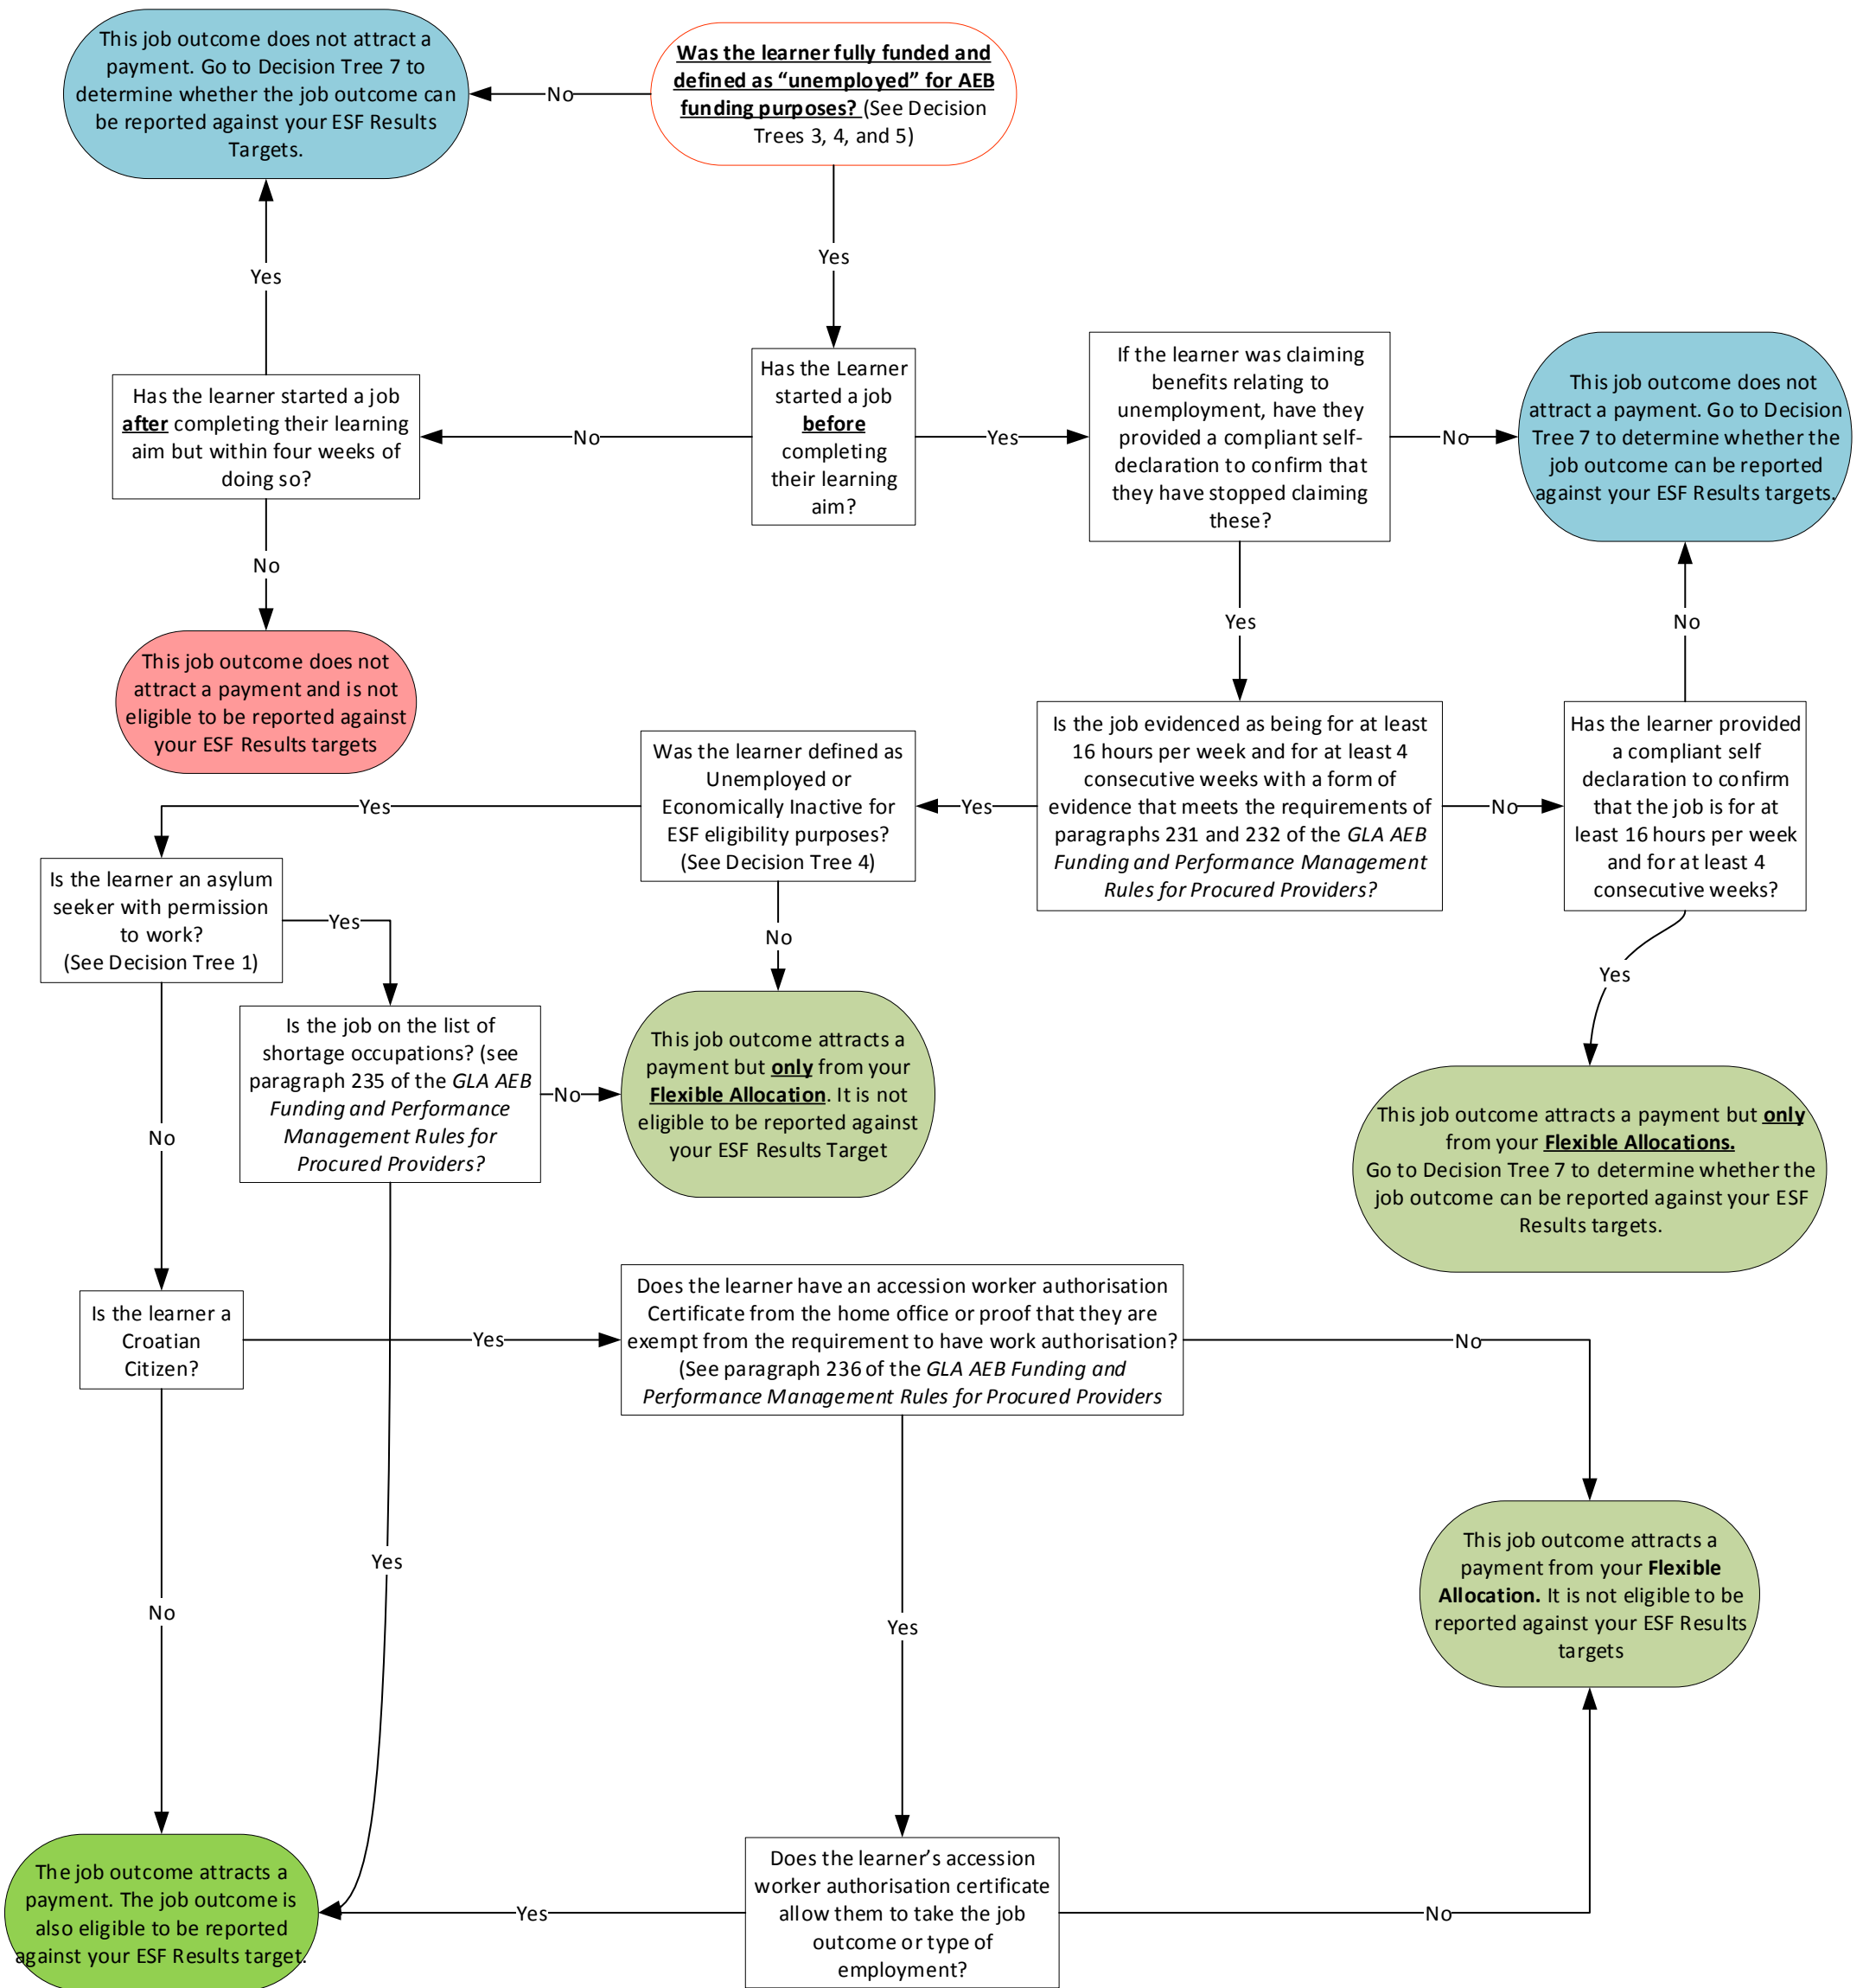 This job outcome does not attract a
payment. Go to Decision Tree 7 to
determine whether the job outcome can
be reported against your ESF Results
Targets.
No
Was the learner fully funded and
defined as “unemployed” for AEB
funding purposes? (See Decision
Trees 3, 4, and 5)
Yes
Yes
Has the learner started a job
after completing their learning
aim but within four weeks of
doing so?
No
Has the Learner
started a job
before
completing
their learning
aim?
Yes
If the learner was claiming
benefits relating to
unemployment, have they
provided a compliant self-
declaration to confirm that
they have stopped claiming
these?
No
This job outcome does not
attract a payment. Go to Decision
Tree 7 to determine whether the
job outcome can be reported
against your ESF Results targets.
No
Yes
No
This job outcome does not
attract a payment and is not
eligible to be reported against
your ESF Results targets
Yes
Was the learner defined as
Unemployed or
Economically Inactive for
ESF eligibility purposes?
(See Decision Tree 4)
Yes
Is the job evidenced as being for at least
16 hours per week and for at least 4
consecutive weeks with a form of
evidence that meets the requirements of
paragraphs 231 and 232 of the GLA AEB
Funding and Performance Management
Rules for Procured Providers?
No
Has the learner provided
a compliant self
declaration to confirm
that the job is for at
least 16 hours per week
and for at least 4
consecutive weeks?
Is the learner an asylum
seeker with permission
to work?
(See Decision Tree 1)
Yes
No
Yes
Is the job on the list of
shortage occupations? (see
paragraph 235 of the GLA AEB
Funding and Performance
Management Rules for
Procured Providers?
No
This job outcome attracts a
payment but only from your
Flexible Allocation. It is not
eligible to be reported against
your ESF Results Target
This job outcome attracts a payment but only
from your Flexible Allocations.
Go to Decision Tree 7 to determine whether the
job outcome can be reported against your ESF
Results targets.
No
Is the learner a
Croatian
Citizen?
Yes
Does the learner have an accession worker authorisation
Certificate from the home office or proof that they are
exempt from the requirement to have work authorisation?
(See paragraph 236 of the GLA AEB Funding and
Performance Management Rules for Procured Providers
No
Yes
No
Yes
This job outcome attracts a
payment from your Flexible
Allocation. It is not eligible to be
reported against your ESF Results
targets
The job outcome attracts a
payment. The job outcome is
also eligible to be reported
against your ESF Results target.
Yes
Does the learner’s accession
worker authorisation certificate
allow them to take the job
outcome or type of
employment?
No